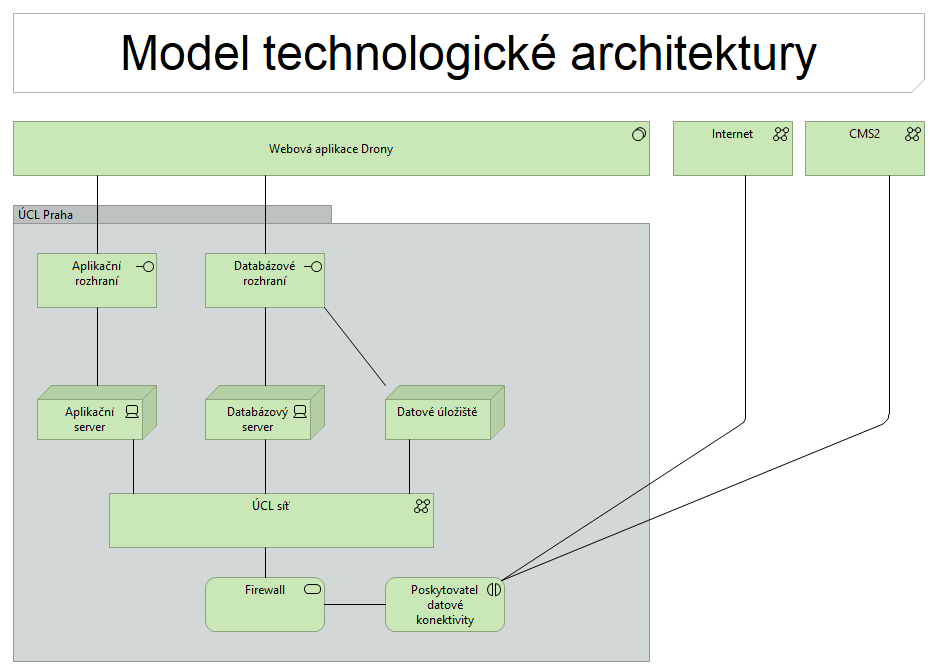 Model technologické architektury
Webová aplikace Drony
Internet
CMS2
ÚCL Praha
Aplikační
rozhraní
Databázové
rozhraní
Aplikační
server
Databázový
server
Datové úložiště
ÚCL síť
Firewall
Poskytovatel
datové
konektivity